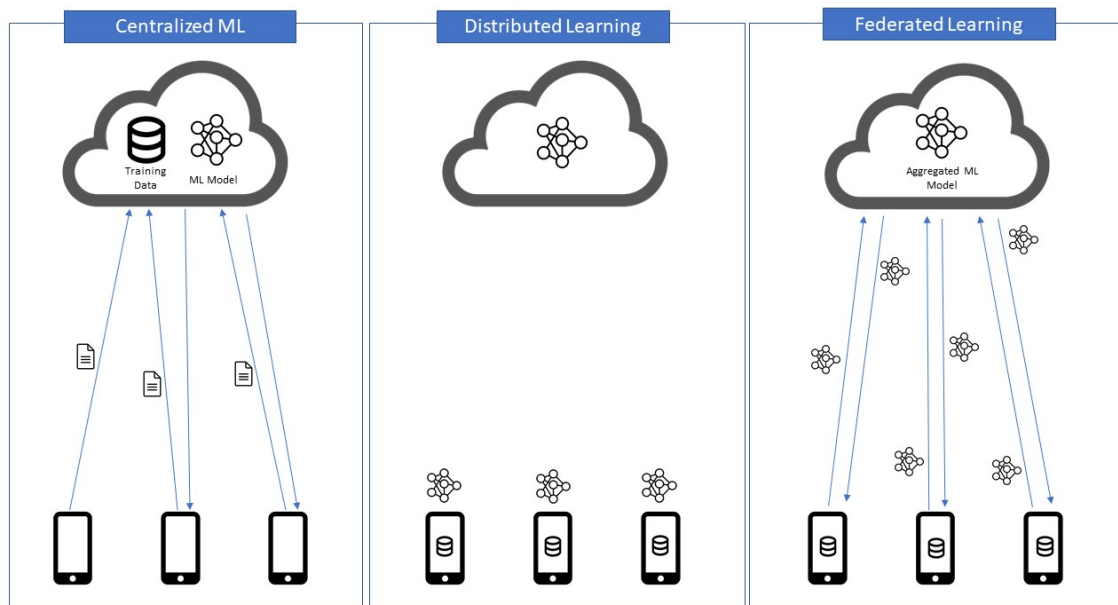 Centralized ML
Distributed Learning
Federated Learning
Training
Data
ML Model
Aggregated ML
Model